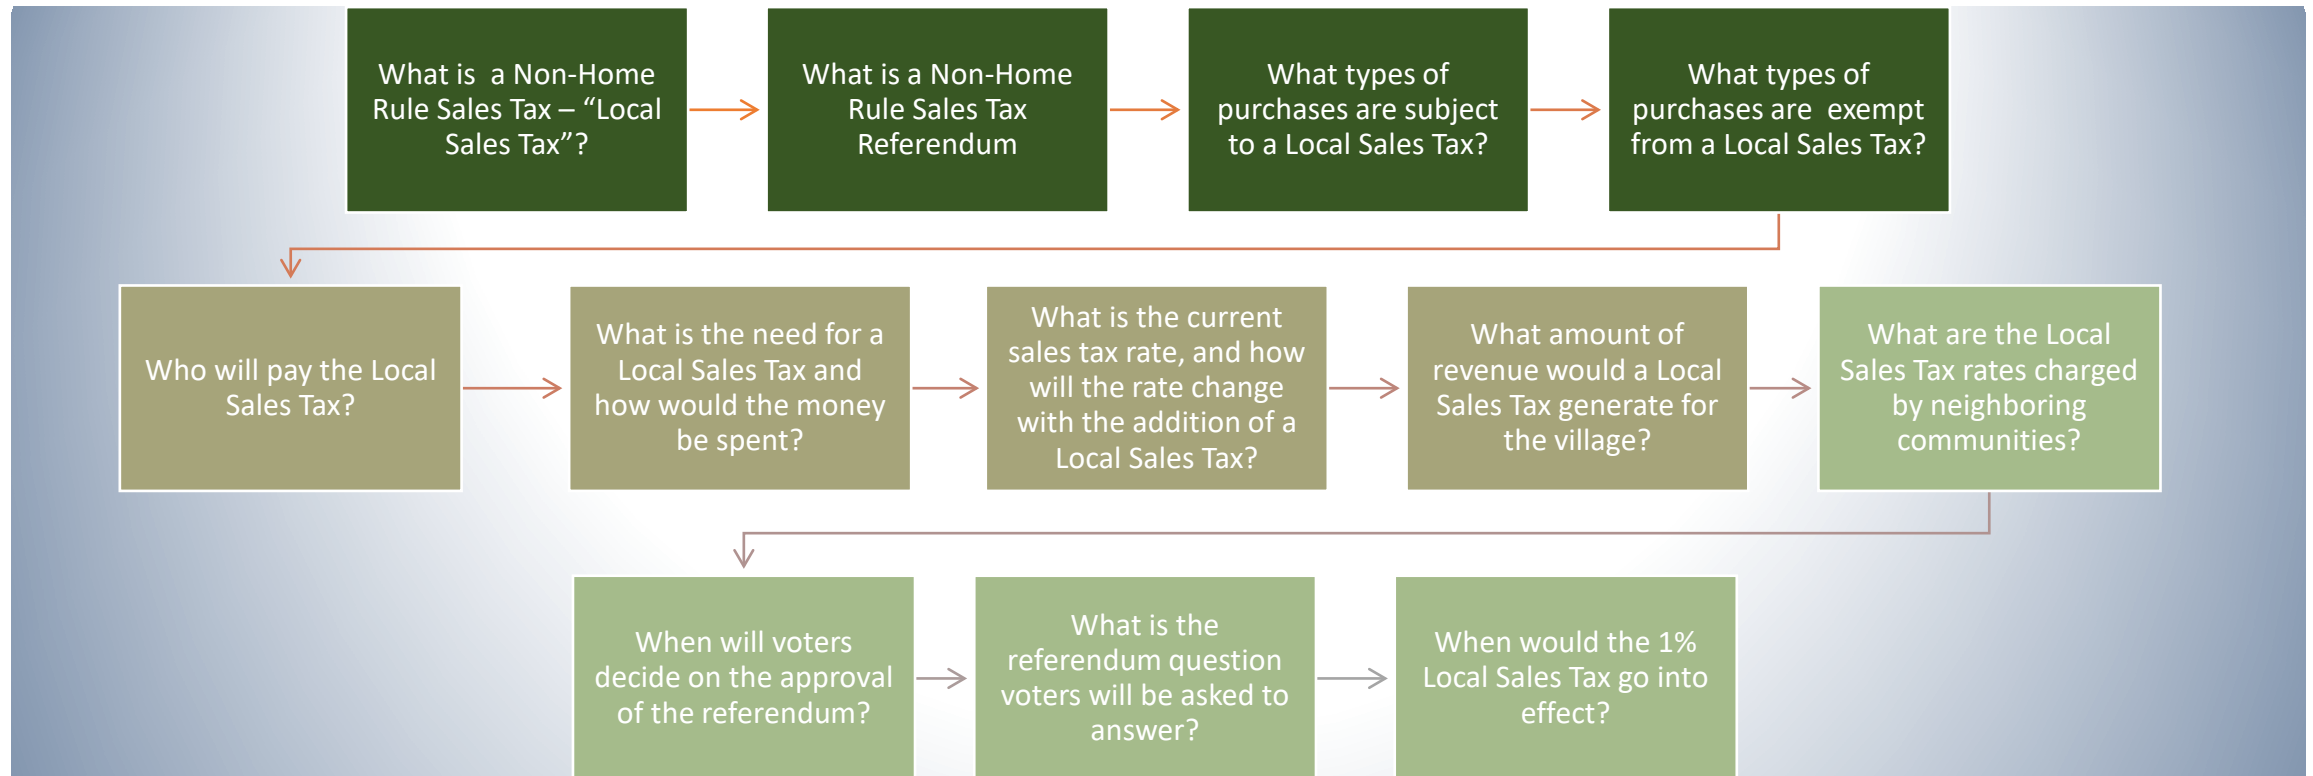 What is  a Non-Home
Rule Sales Tax – “Local
Sales Tax”?
What is a Non-Home
Rule Sales Tax
Referendum
What types of
purchases are subject
to a Local Sales Tax?
What types of
purchases are  exempt
from a Local Sales Tax?
Who will pay the Local
Sales Tax?
What is the need for a
Local Sales Tax and
how would the money
be spent?
What is the current
sales tax rate, and how
will the rate change
with the addition of a
Local Sales Tax?
What amount of
revenue would a Local
Sales Tax generate for
the village?
What are the Local
Sales Tax rates charged
by neighboring
communities?
When will voters
decide on the approval
of the referendum?
What is the
referendum question
voters will be asked to
answer?
When would the 1%
Local Sales Tax go into
effect?